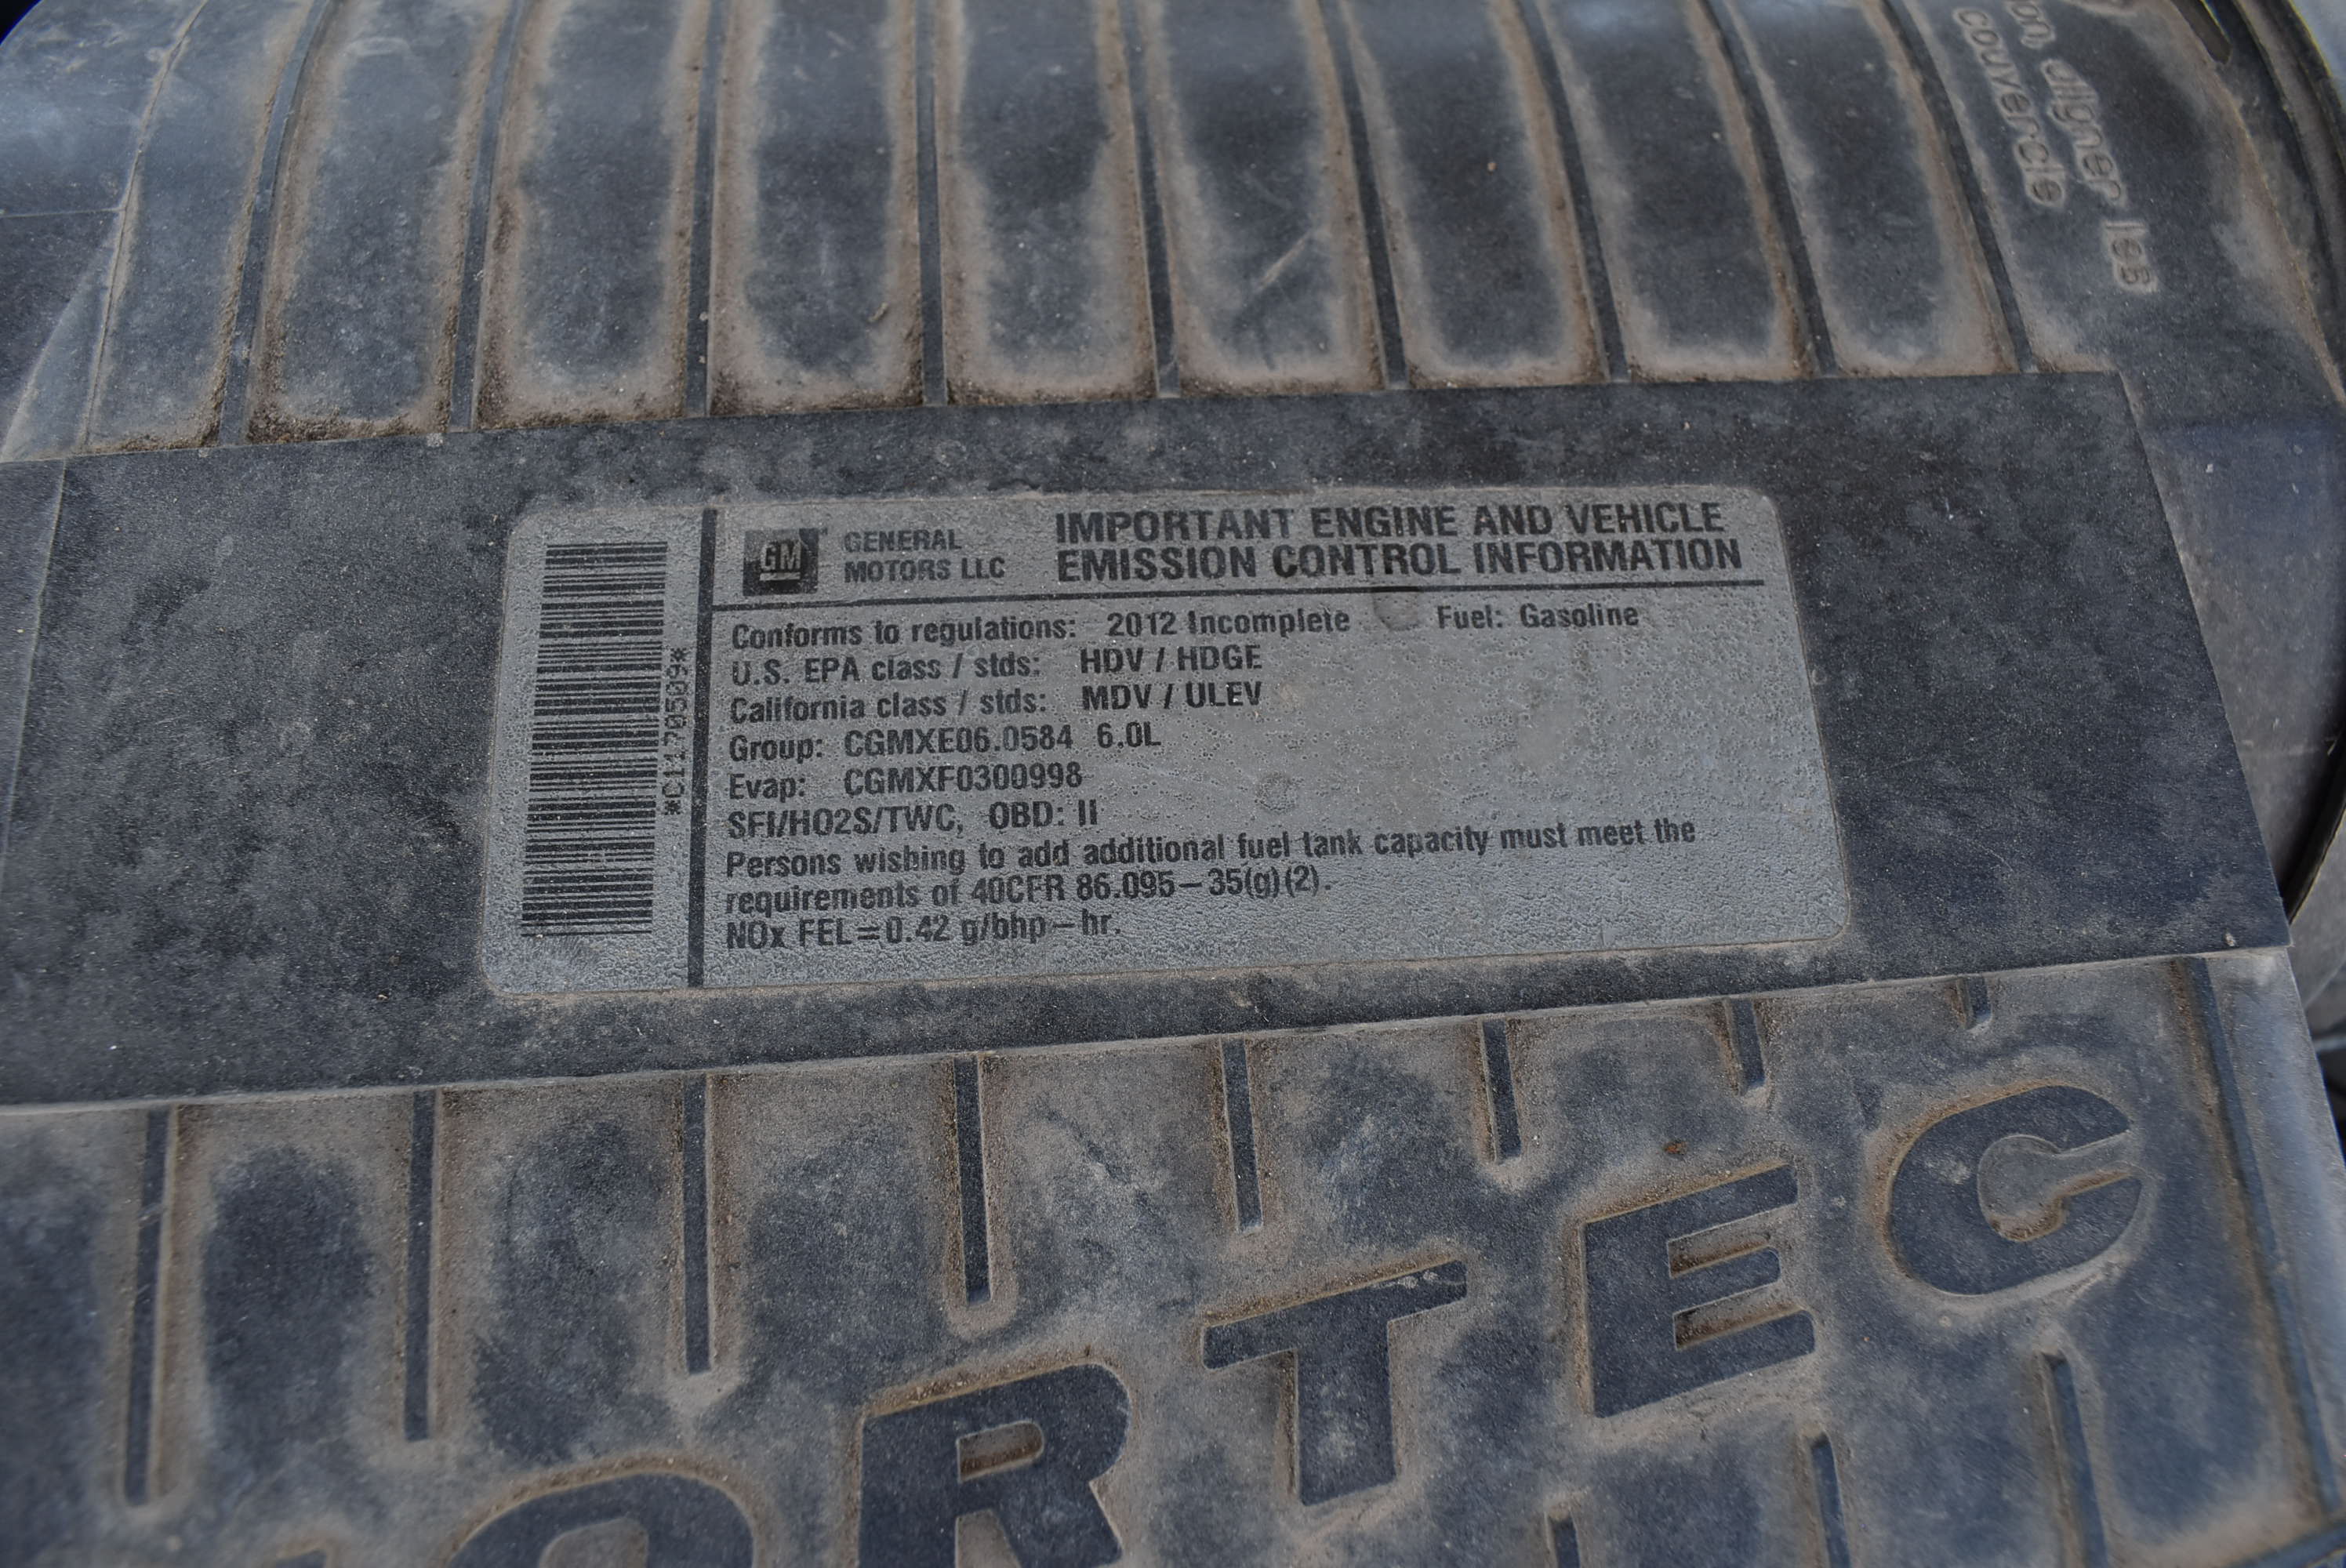 on aligner les
couvercle
GM
GENERAL
MOTORS LLC
IMPORTANT ENGINE AND VEHICLE
EMISSION CONTROL INFORMATION
Conforms to regulations: 2012 Incomplete Fuel: Gasoline
U.S. EPA class / stds: HDV / HDGE
California class / stds: MDV / ULEV
Group: CGMXE06.0584 6.0L
Evap: CGMXF0300998
SFI/HO2S/TWC, OBD: II
Persons wishing to add additional fuel tank capacity must meet the
requirements of 40CFR 86.095-35(g)(2).
NOx FEL=0.42 g/bhp-hr.
*C1170509*
ORTEC